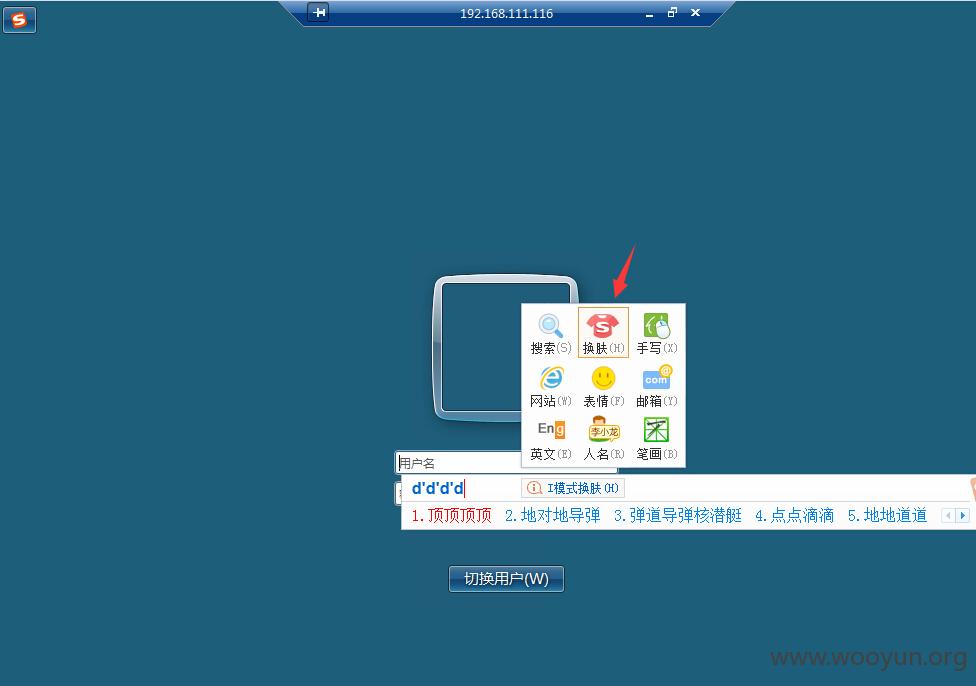 192.168.111.116
搜索(S) 换肤(H) 手写(X)
com
网站(W) 表情(F) 邮箱(Y)
Eng 李小龙
英文(E) 人名(R) 笔画(B)
用户名
d'd'd'd I模式换肤(H)
1.顶顶顶顶 2.地对地导弹 3.弹道导弹核潜艇 4.点点滴滴 5.地地道道
切换用户(W)
www.wooyun.org